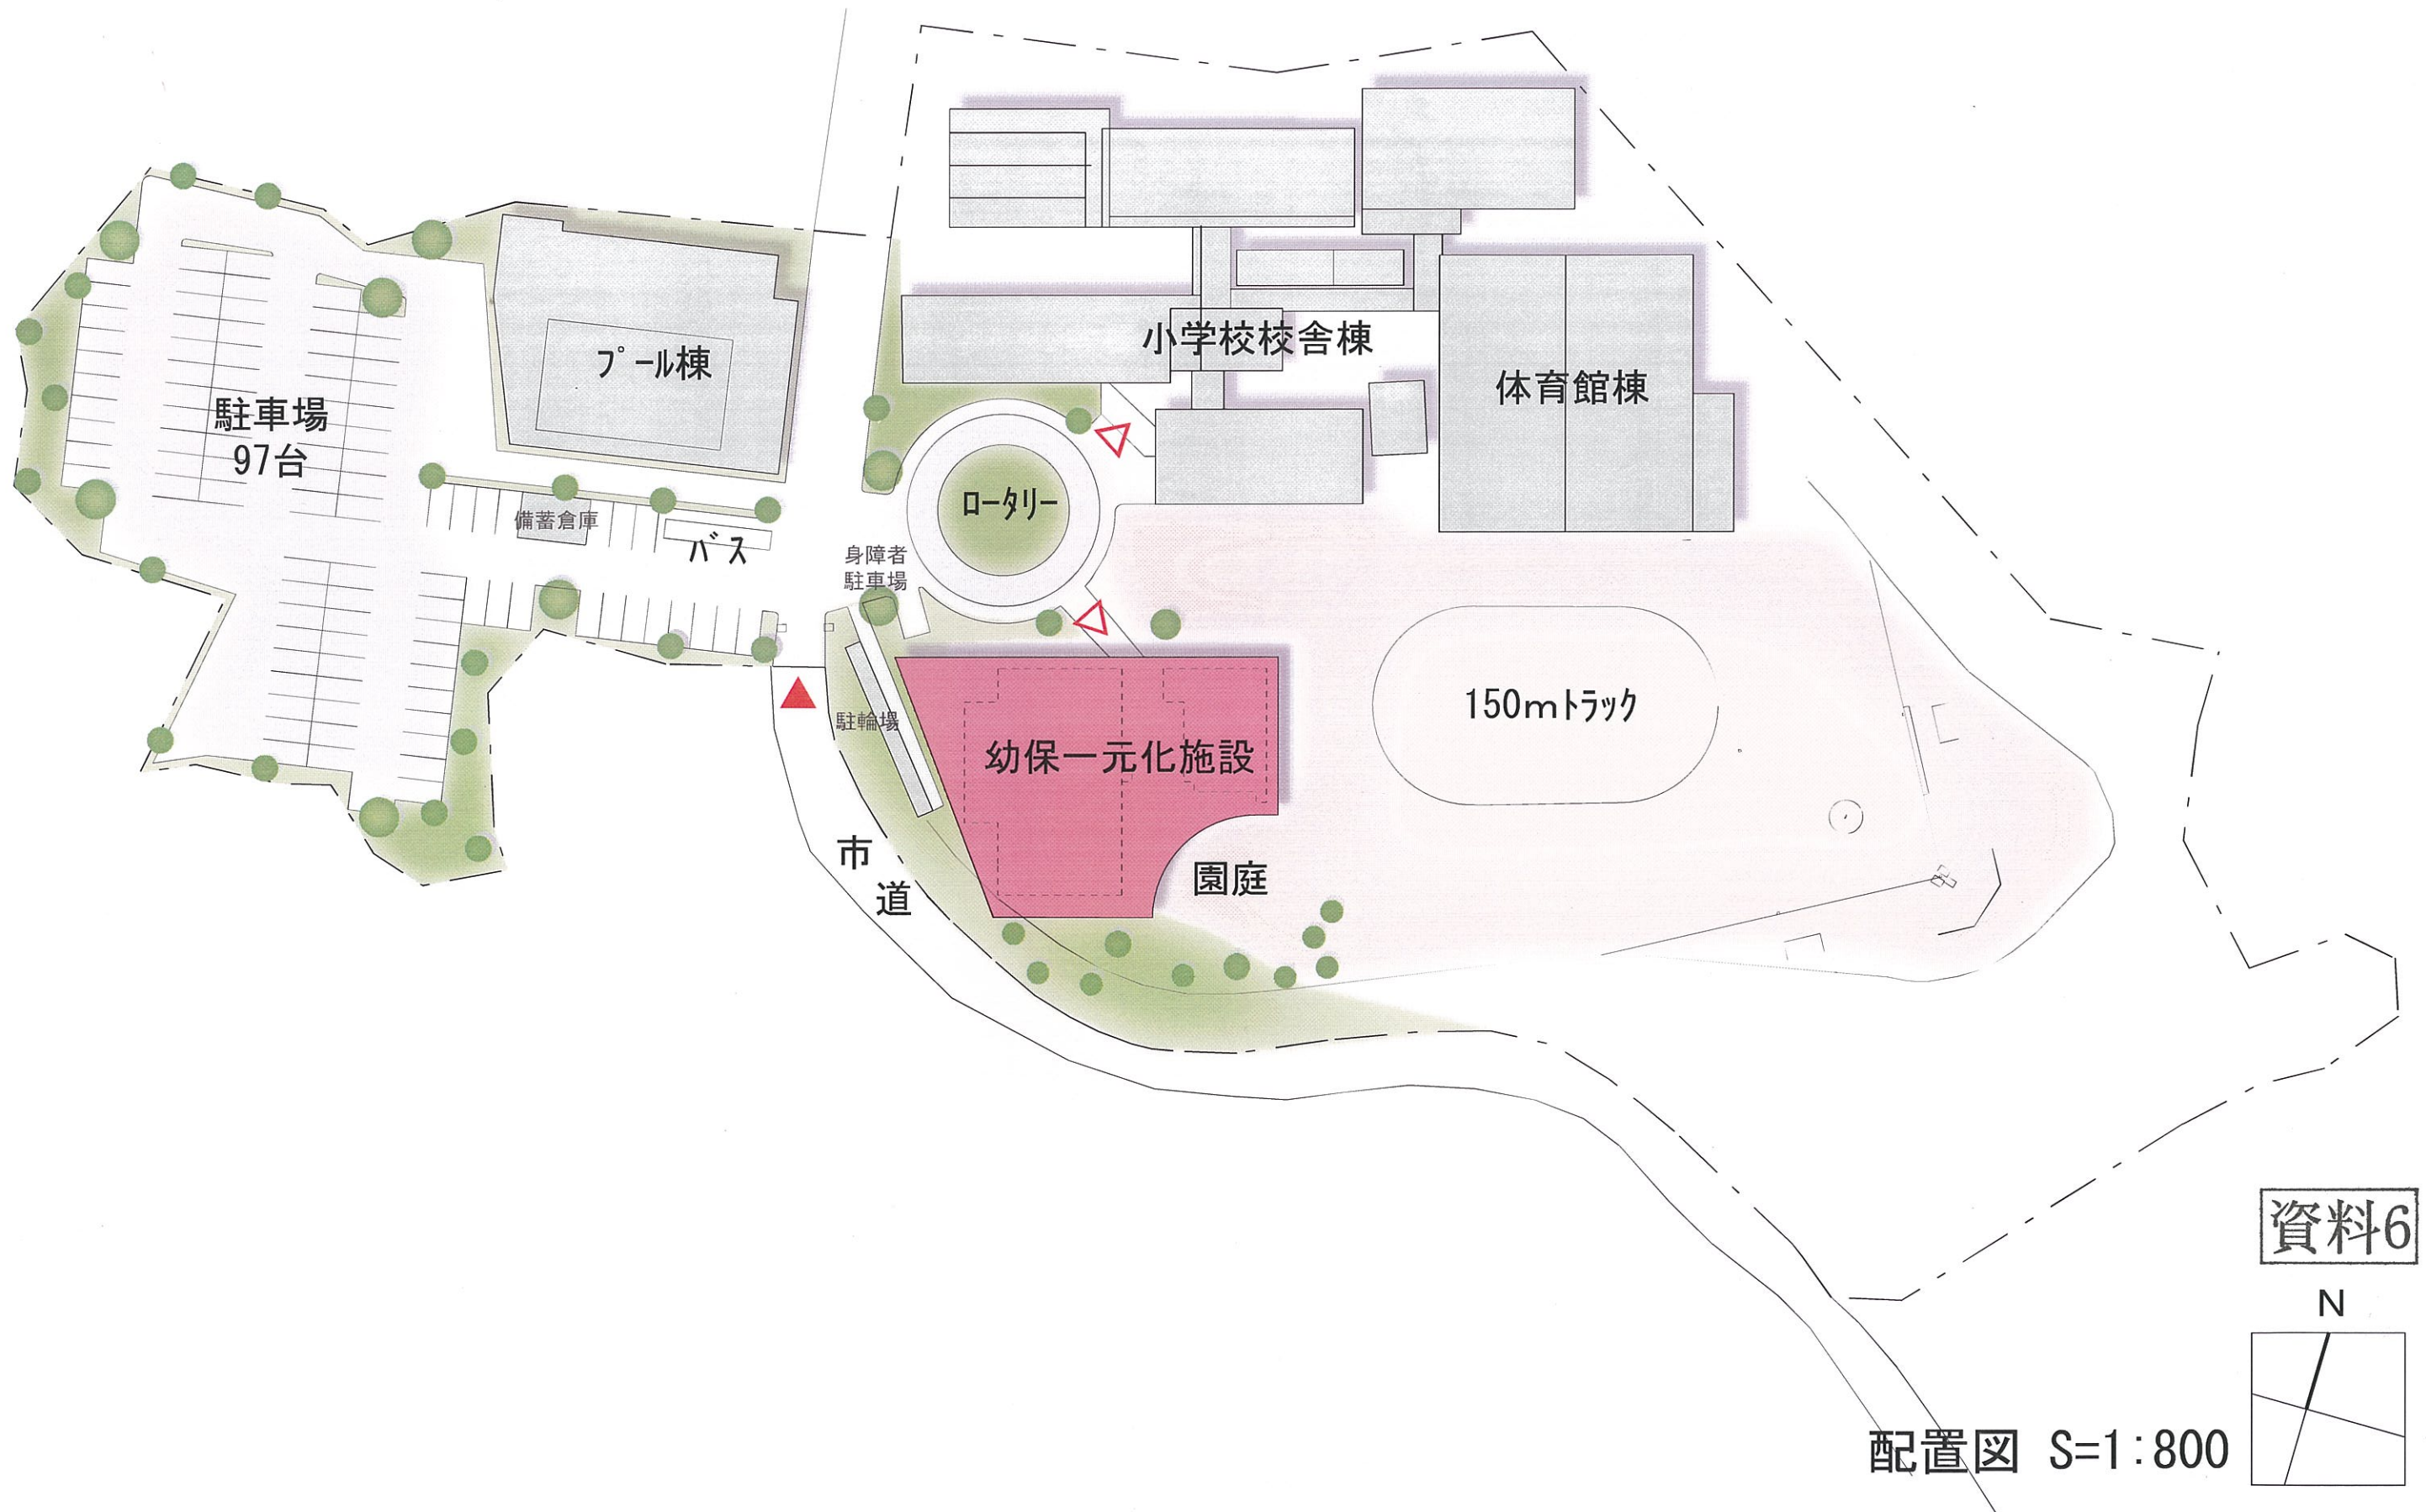 小学校校舎棟
体育館棟
プール棟
駐車場
97台
ロータリー
備蓄倉庫
バス
身障者
駐車場
150mトラック
駐輪場
幼保一元化施設
市
道
園庭
資料6
N
配置図 S=1:800